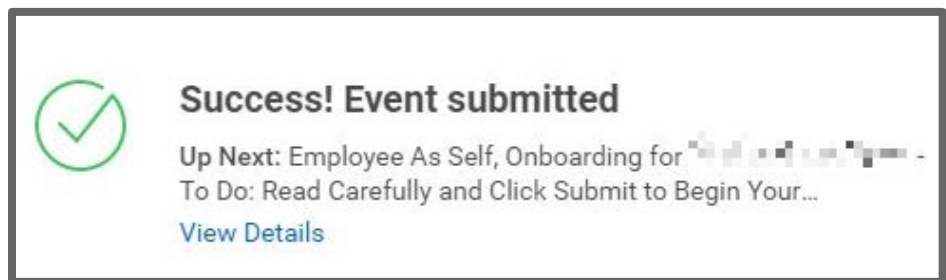 Success! Event submitted
Up Next: Employee As Self, Onboarding for -
To Do: Read Carefully and Click Submit to Begin Your...
View Details